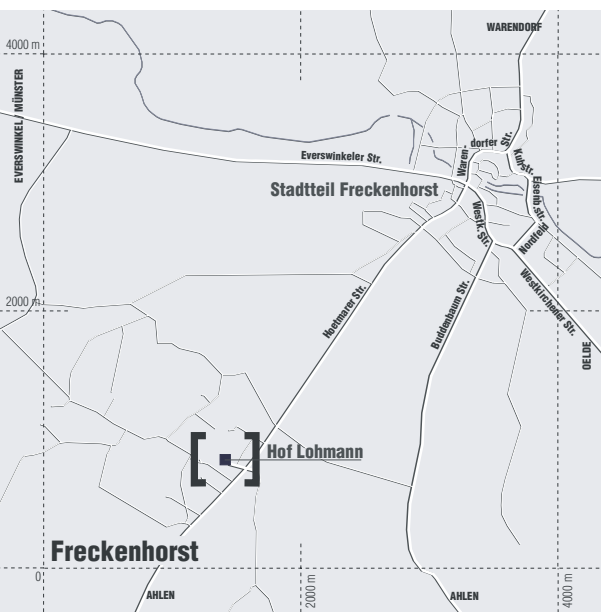 WARENDORF
4000 m
EVERSWINKEL / MÜNSTER
Everswinkeler Str.
Waren-
dorfer Str.
Kuhstr.
Eisenb.str.
Stadtteil Freckenhorst
Westk. Str.
Nordfeld
Westkirchener Str.
OELDE
2000 m
Hoetmarer Str.
Buddenbaum Str.
Hof Lohmann
Freckenhorst
0
AHLEN
2000 m
AHLEN
4000 m